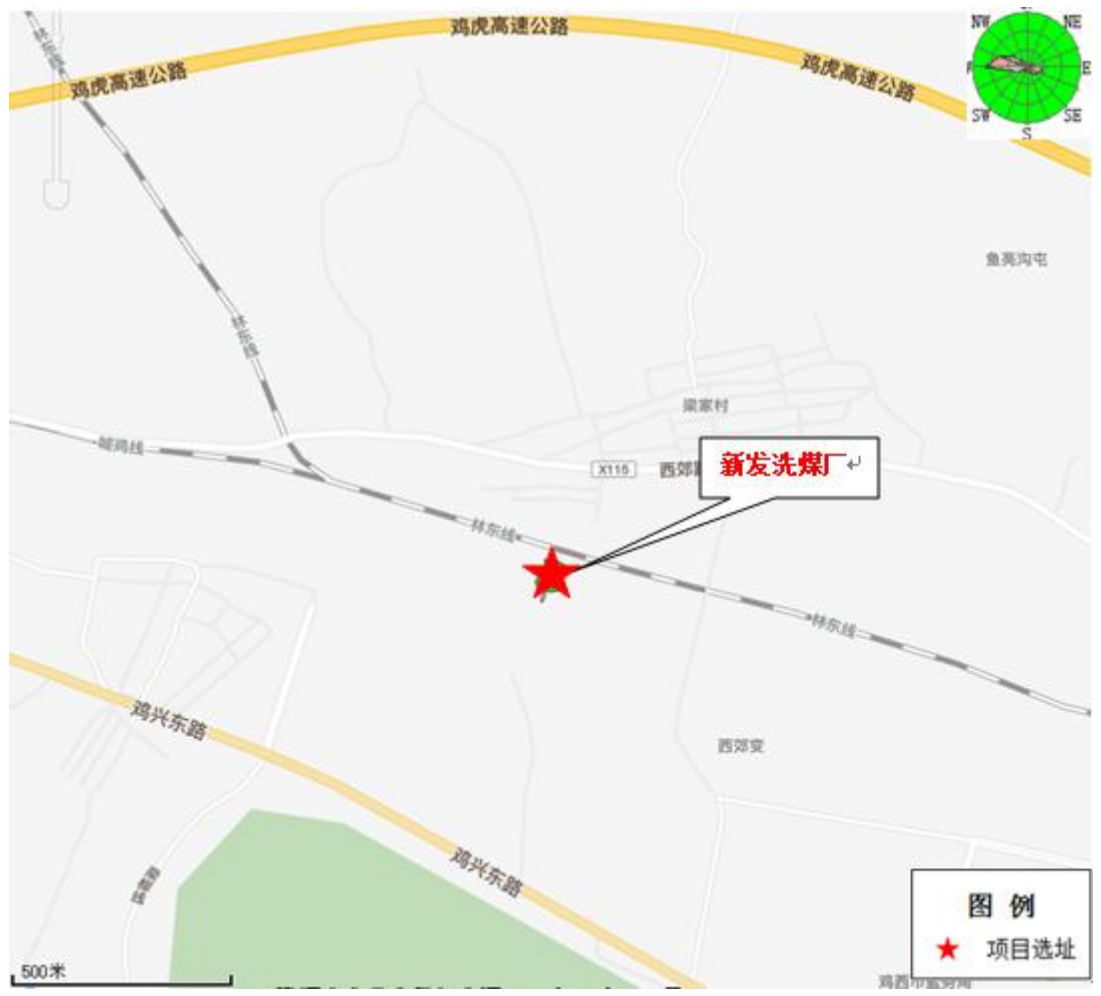 鸡虎高速公路
鸡虎高速公路
鸡虎高速公路
NW
NE
E
SW
SE
S
林东线
鱼亮沟屯
林东线
梁家村
城鸡线
X115
西郊
新发洗煤厂
林东线
林东线
鸡兴东路
西郊变
鸡兴东路
图 例
★ 项目选址
500米